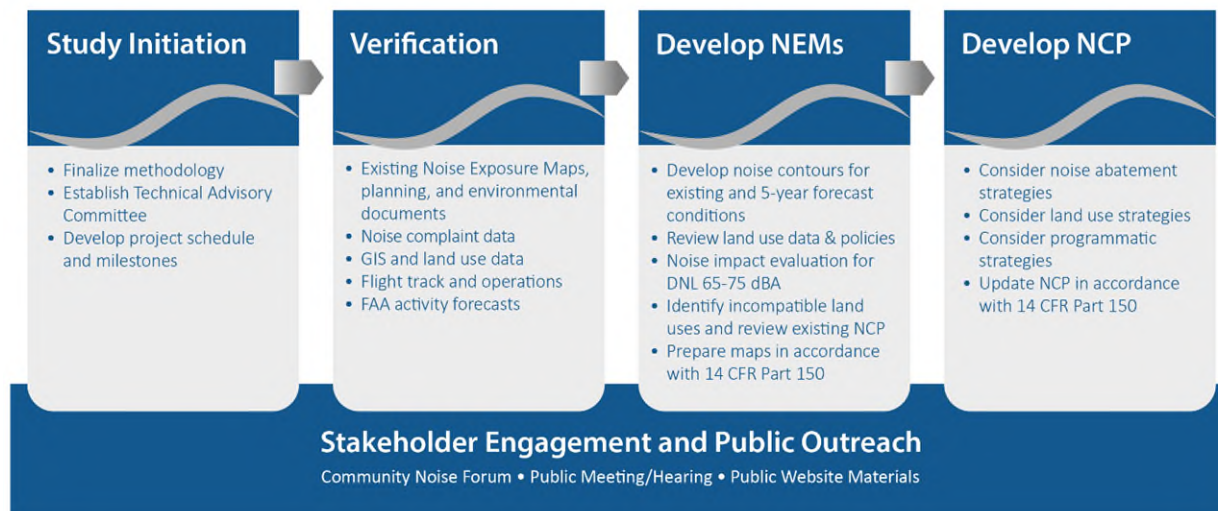 Study Initiation
• Finalize methodology
• Establish Technical Advisory
Committee
• Develop project schedule
and milestones
Verification
• Existing Noise Exposure Maps,
planning, and environmental
documents
• Noise complaint data
• GIS and land use data
• Flight track and operations
• FAA activity forecasts
Develop NEMs
• Develop noise contours for
existing and 5-year forecast
conditions
• Review land use data & policies
• Noise impact evaluation for
DNL 65-75 dBA
• Identify incompatible land
uses and review existing NCP
• Prepare maps in accordance
with 14 CFR Part 150
Develop NCP
• Consider noise abatement
strategies
• Consider land use strategies
• Consider programmatic
strategies
• Update NCP in accordance
with 14 CFR Part 150
Stakeholder Engagement and Public Outreach
Community Noise Forum • Public Meeting/Hearing • Public Website Materials